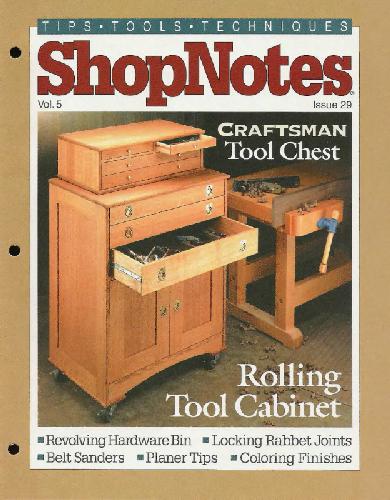 TIPS • TOOLS • TECHNIQUES
ShopNotes®
Vol. 5 Issue 29
CRAFTSMAN
Tool Chest
Rolling
Tool Cabinet
■ Revolving Hardware Bin ■ Locking Rabbet Joints
■ Belt Sanders ■ Planer Tips ■ Coloring Finishes